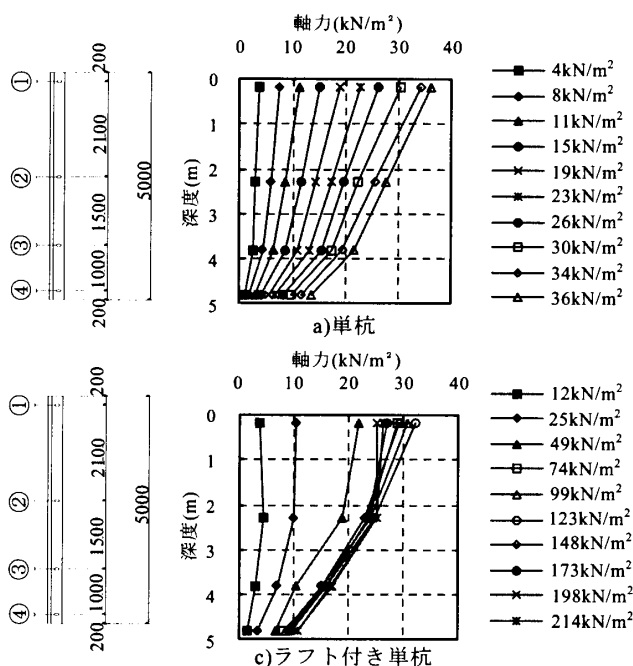 軸力(kN/m²)
0 10 20 30 40
0
1
2
3
4
5
深度(m)
① ② ③ ④
200 2100 1500 1000 200
5000
4kN/m²
8kN/m²
11kN/m²
15kN/m²
19kN/m²
23kN/m²
26kN/m²
30kN/m²
34kN/m²
36kN/m²
a)単杭
軸力(kN/m²)
0 10 20 30 40
0
1
2
3
4
5
深度(m)
① ② ③ ④
200 2100 1500 1000 200
5000
12kN/m²
25kN/m²
49kN/m²
74kN/m²
99kN/m²
123kN/m²
148kN/m²
173kN/m²
198kN/m²
214kN/m²
c)ラフト付き単杭